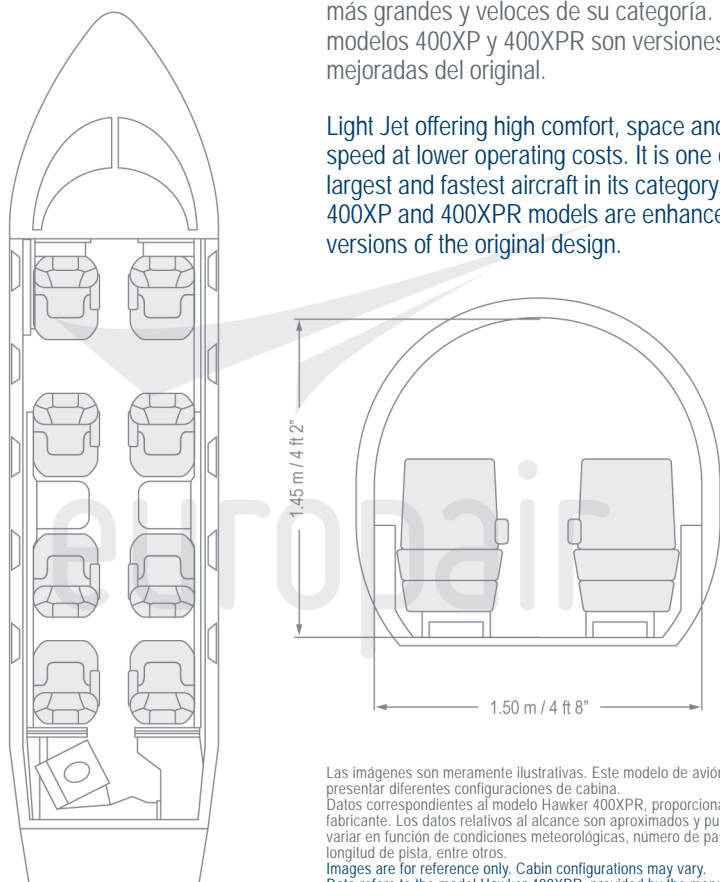 más grandes y veloces de su categoría.
modelos 400XP y 400XPR son versiones
mejoradas del original.
Light Jet offering high comfort, space and
speed at lower operating costs. It is one
largest and fastest aircraft in its category
400XP and 400XPR models are
versions of the original design.
1.45 m / 4 ft 2"
europair
1.50 m / 4 ft 8"
Las imágenes son meramente ilustrativas. Este modelo de avión
presentar diferentes configuraciones de cabina.
Datos correspondientes al modelo Hawker 400XPR,
fabricante. Los datos relativos al alcance son aproximados y
variar en función de condiciones meteorológicas, número de
longitud de pista, entre otros.
Images are for reference only. Cabin configurations may vary.